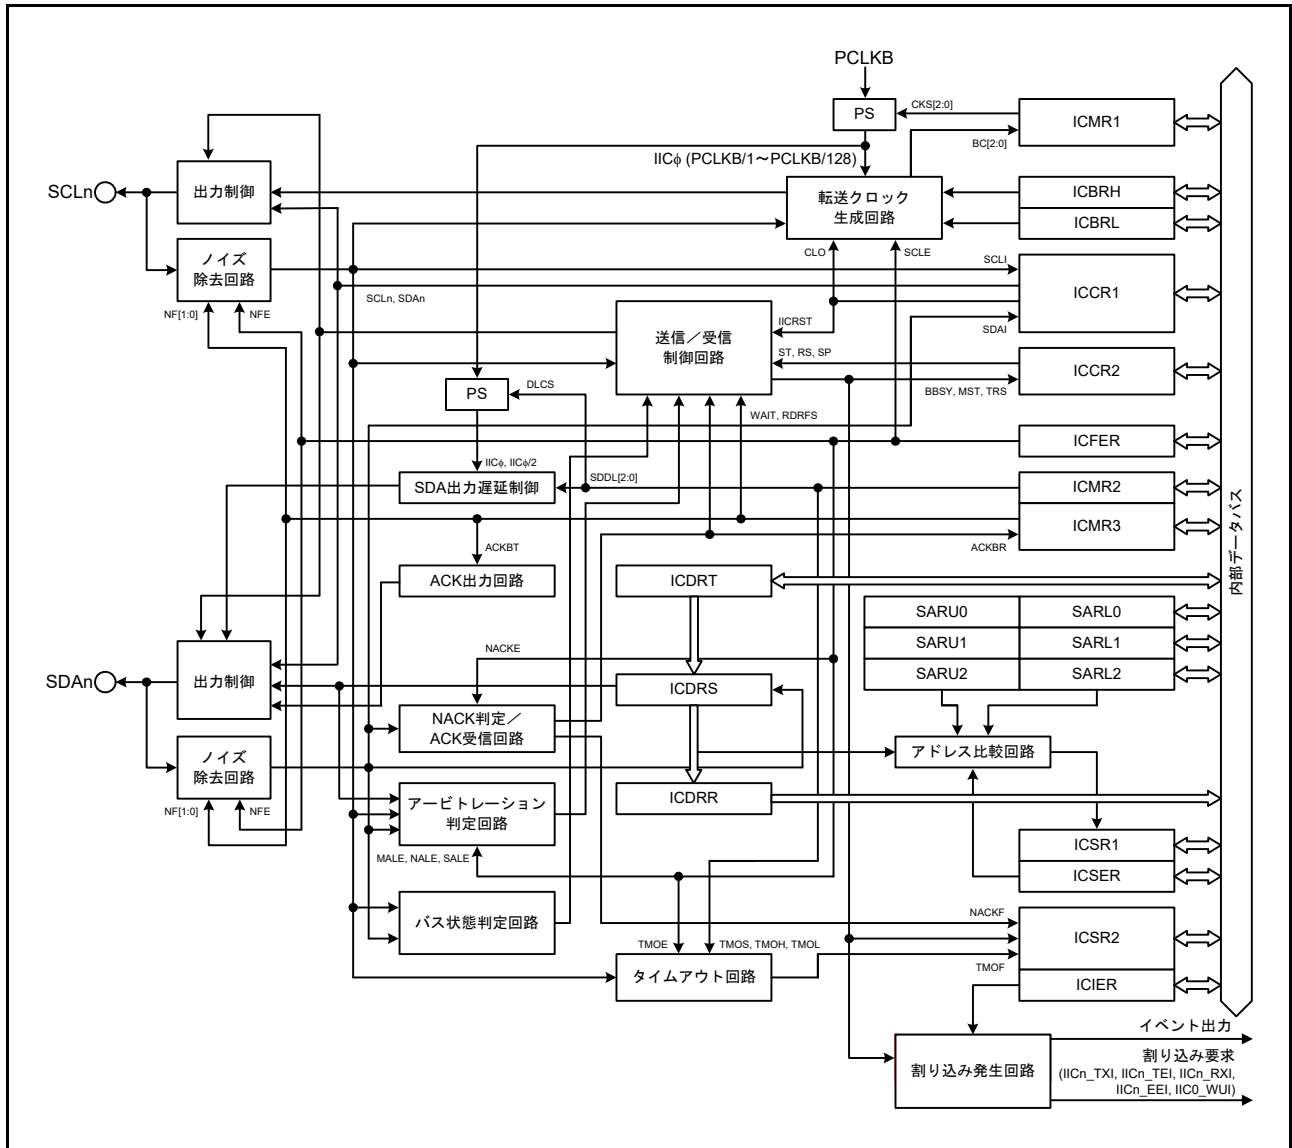 PCLKB
PS
CKS[2:0]
ICMR1
BC[2:0]
IICφ (PCLKB/1～PCLKB/128)
SCLn
出力制御
転送クロック
生成回路
ICBRH
ICBRL
ノイズ
除去回路
CLO
SCLE
SCLI
ICCR1
SCLn, SDAn
NF[1:0]
NFE
送信／受信
制御回路
IICRST
SDAI
ST, RS, SP
ICCR2
BBSY, MST, TRS
PS
DLCS
WAIT, RDRFS
ICFER
IICφ, IICφ/2
SDA出力遅延制御
SDDL[2:0]
ICMR2
ICMR3
ACKBT
ACKBR
内部データバス
ACK出力回路
ICDRT
SARU0
SARL0
SARU1
SARL1
SARU2
SARL2
NACKE
SDAn
出力制御
ICDRS
NACK判定／
ACK受信回路
アドレス比較回路
ノイズ
除去回路
NF[1:0]
NFE
アービトレーション
判定回路
ICDRR
MALE, NALE, SALE
ICSR1
ICSER
バス状態判定回路
NACKF
ICSR2
TMOE
TMOS, TMOH, TMOL
TMOF
タイムアウト回路
ICIER
イベント出力
割り込み発生回路
割り込み要求
(IICn_TXI, IICn_TEI, IICn_RXI,
IICn_EEI, IIC0_WUI)